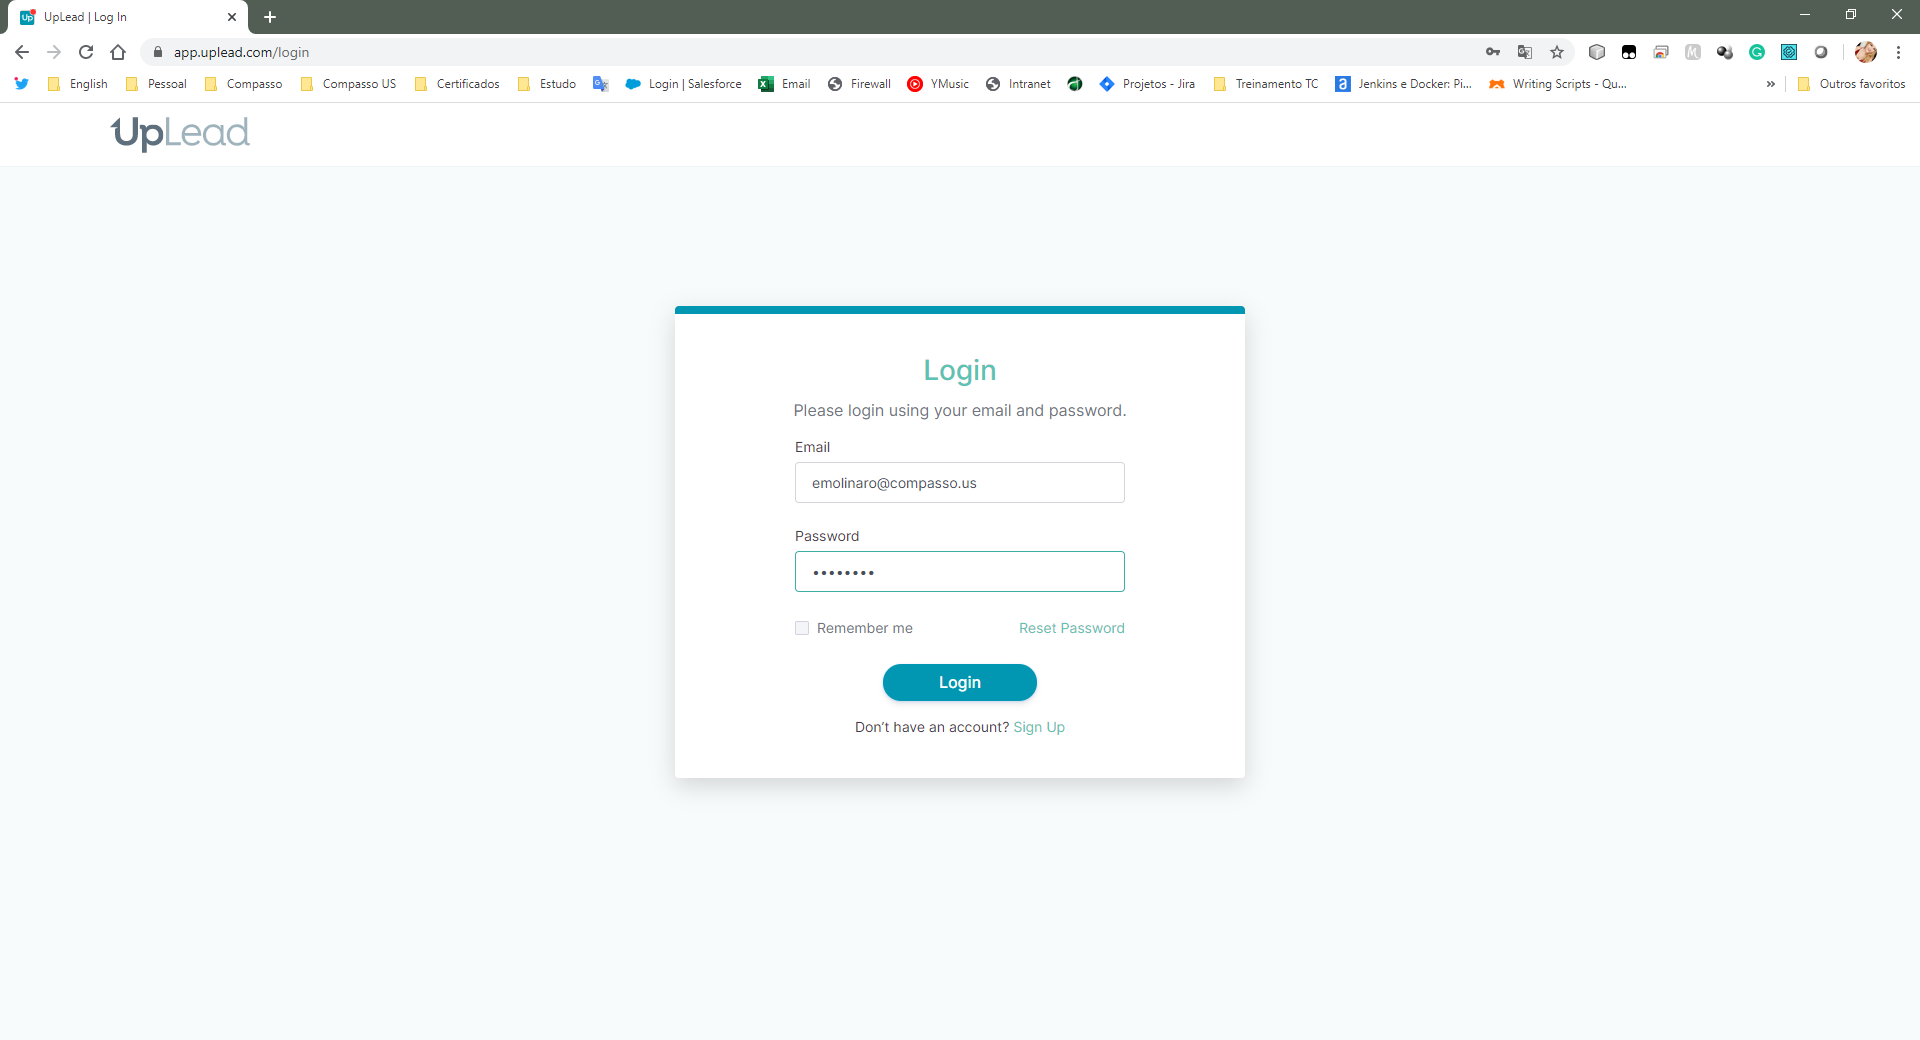 UpLead | Log In
app.uplead.com/login
English Pessoal Compasso Compasso US Certificados Estudo Login | Salesforce Email Firewall YMusic Intranet Projetos - Jira Treinamento TC Jenkins e Docker: Pi... Writing Scripts - Qu... » Outros favoritos
UpLead
Login
Please login using your email and password.
Email
emolinaro@compasso.us
Password
••••••••
Remember me Reset Password
Login
Don't have an account? Sign Up